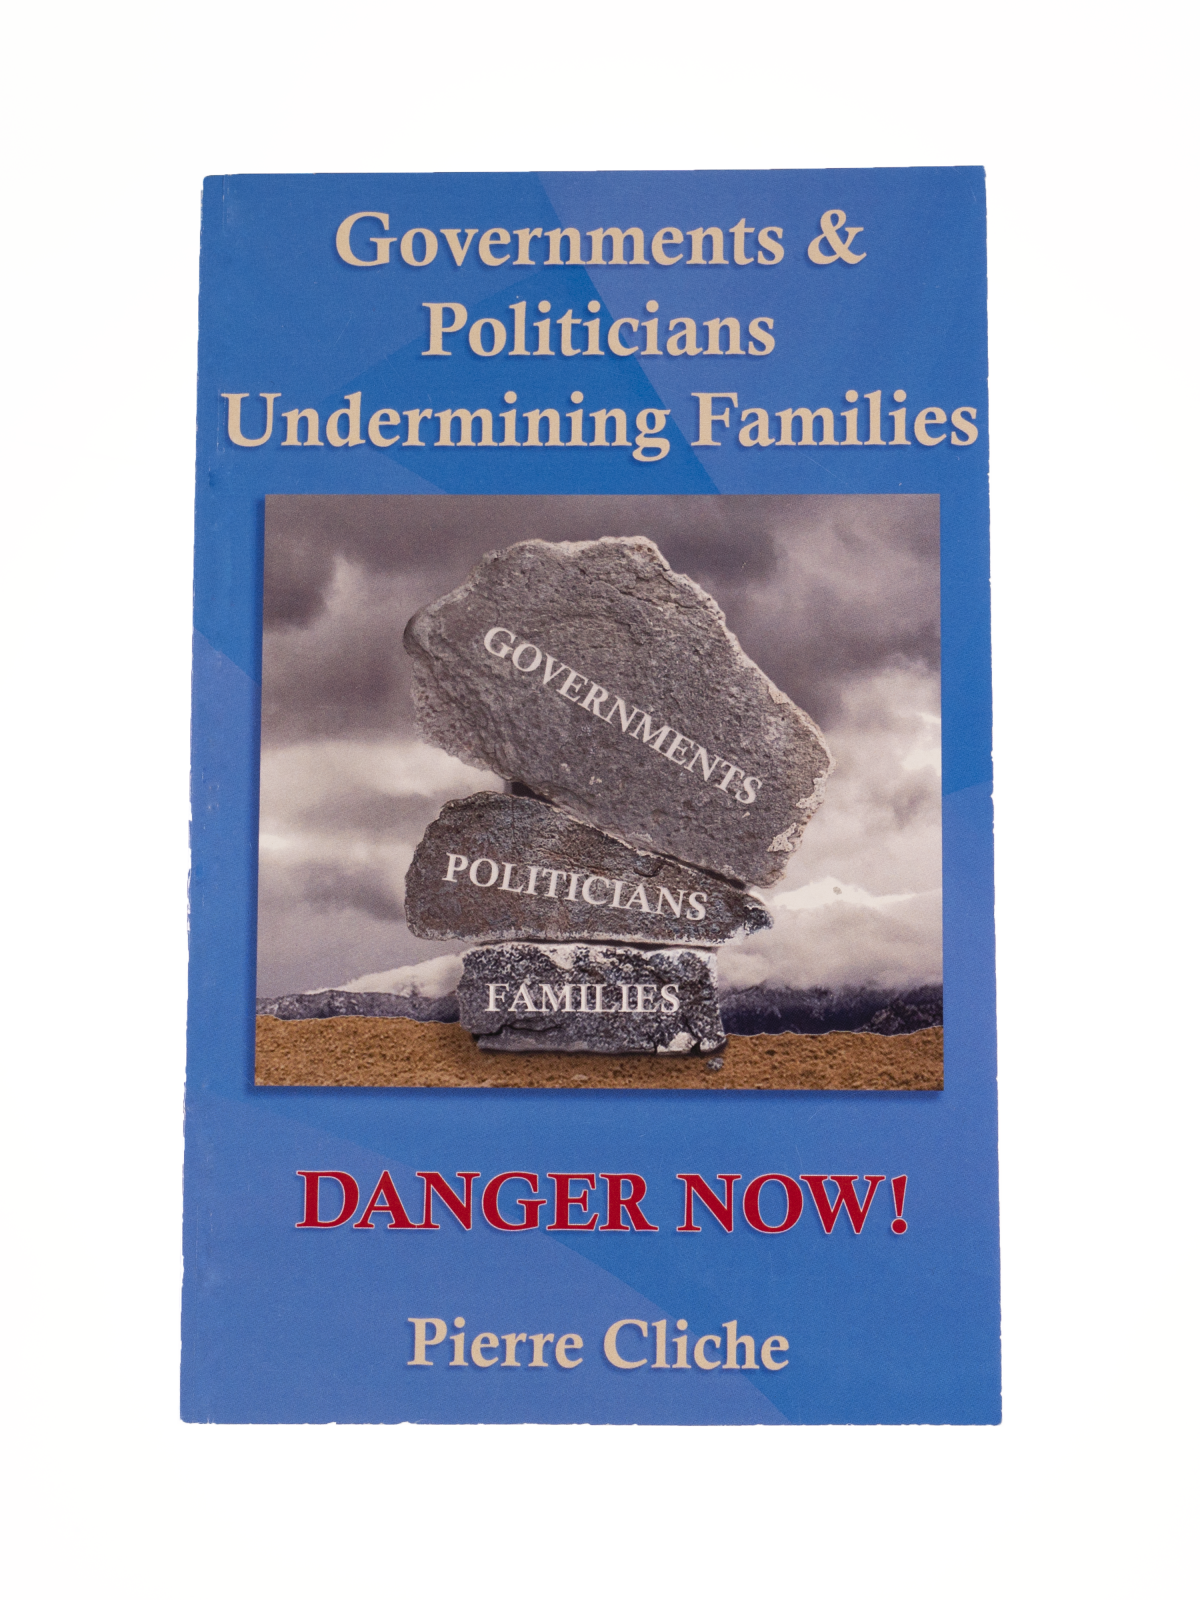 Governments &
Politicians
Undermining Families
GOVERNMENTS
POLITICIANS
FAMILIES
DANGER NOW!
Pierre Cliche